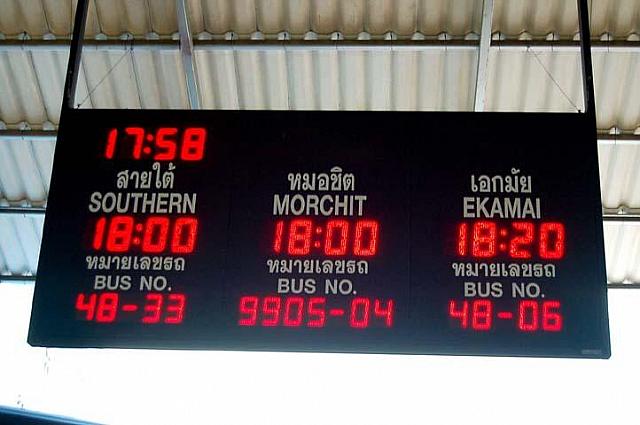 17:58
สายใต้
SOUTHERN
18:00
หมายเลขรถ
BUS NO.
48-33
หมอชิต
MORCHIT
18:00
หมายเลขรถ
BUS NO.
9905-04
เอกมัย
EKAMAI
18:20
หมายเลขรถ
BUS NO.
48-06